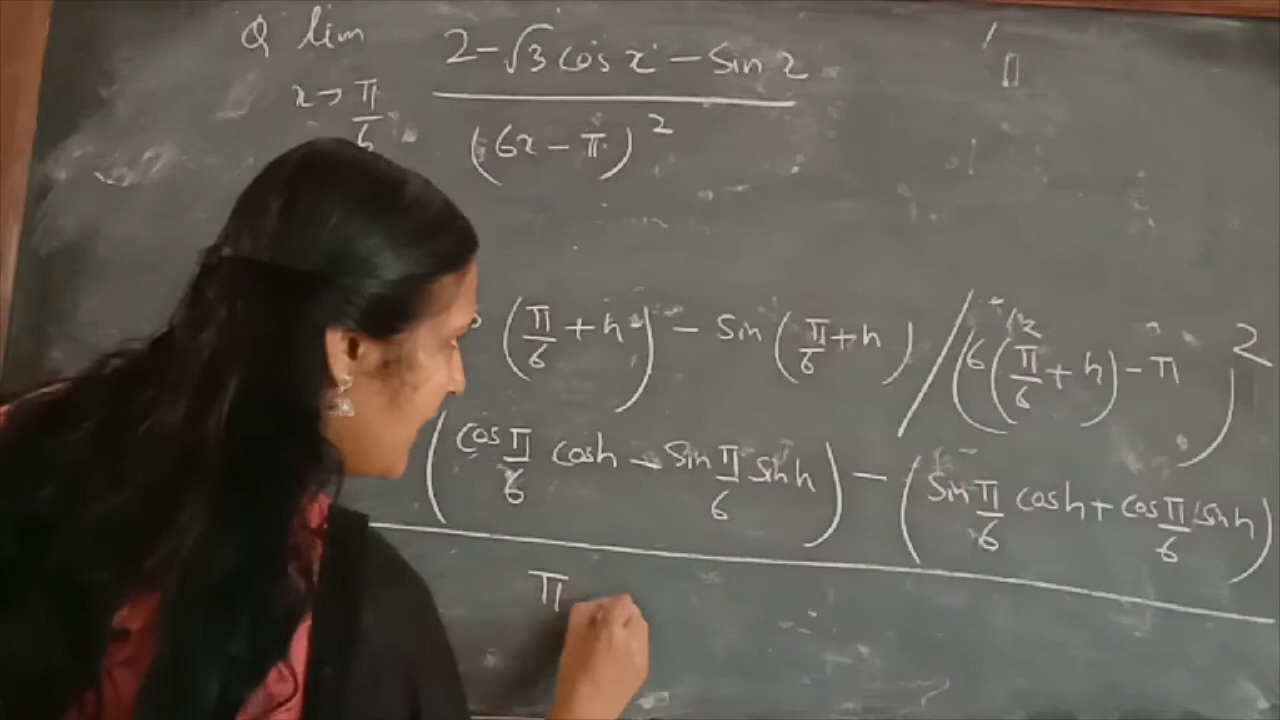 Q lim 2-√3 cos x - Sin x
x→π/6 (6x - π)²
(π/6 + h) - Sin (π/6 + h) / (6(π/6 + h) - π)²
(cos π/6 cosh - Sin π/6 sinh) - (Sin π/6 cosh + cos π/6 sinh)
π